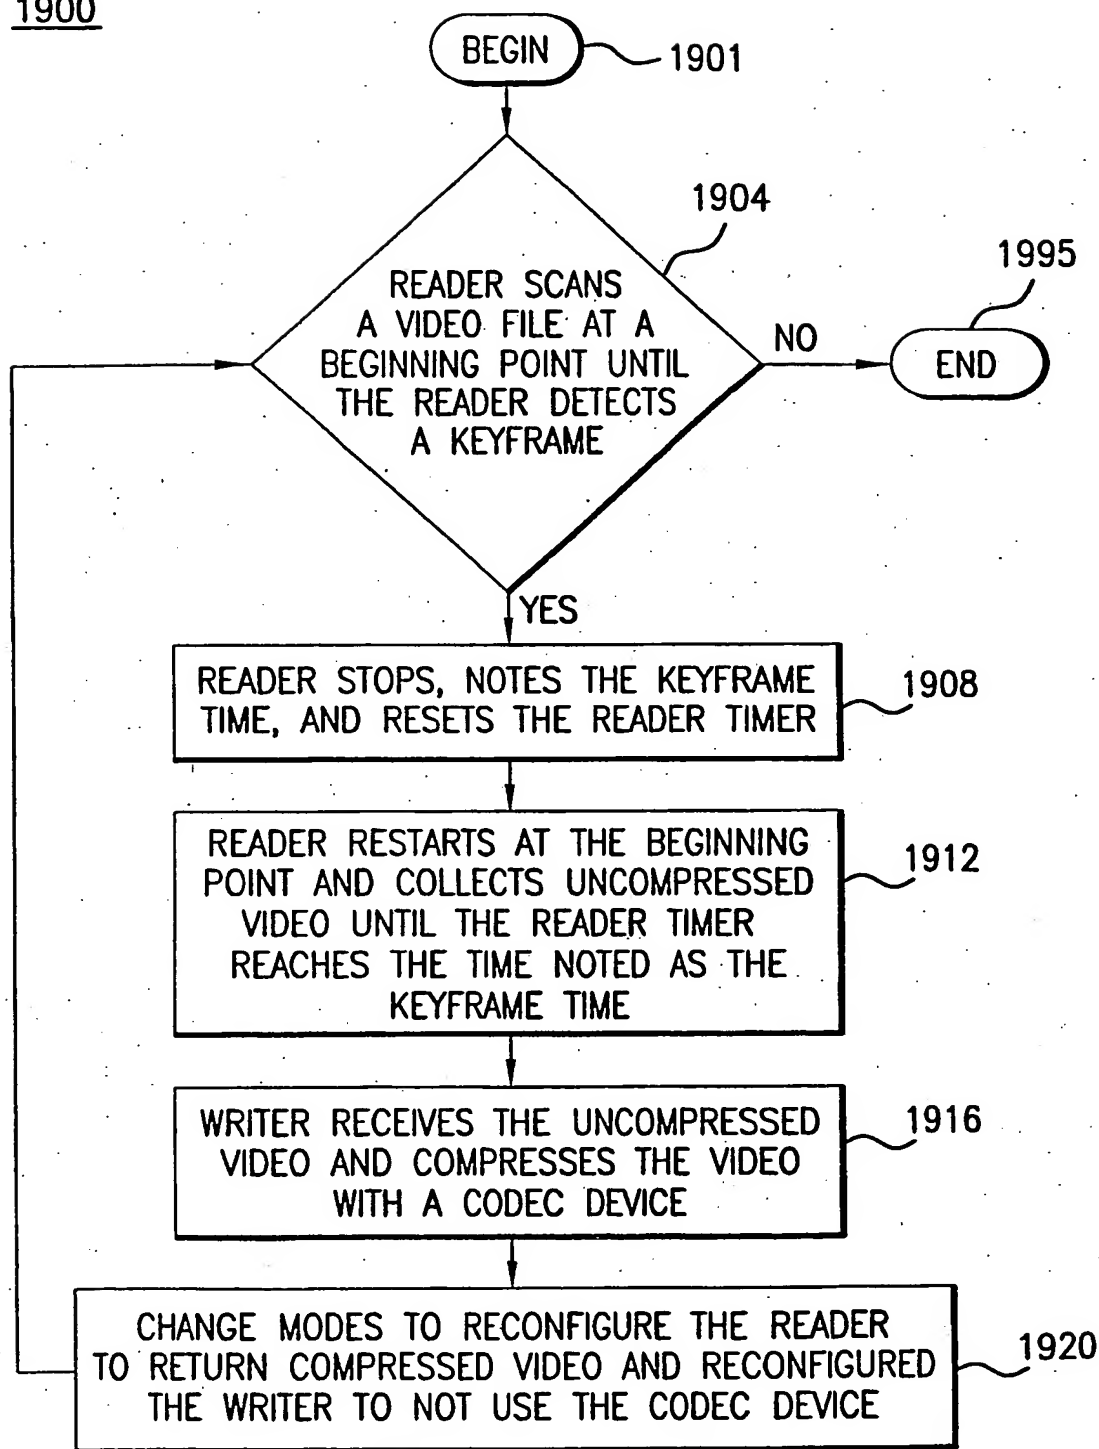 1900
BEGIN
1901
1904
READER SCANS
A VIDEO FILE AT A
BEGINNING POINT UNTIL
THE READER DETECTS
A KEYFRAME
NO
1995
END
YES
READER STOPS, NOTES THE KEYFRAME
TIME, AND RESETS THE READER TIMER
1908
READER RESTARTS AT THE BEGINNING
POINT AND COLLECTS UNCOMPRESSED
VIDEO UNTIL THE READER TIMER
REACHES THE TIME NOTED AS THE
KEYFRAME TIME
1912
WRITER RECEIVES THE UNCOMPRESSED
VIDEO AND COMPRESSES THE VIDEO
WITH A CODEC DEVICE
1916
CHANGE MODES TO RECONFIGURE THE READER
TO RETURN COMPRESSED VIDEO AND RECONFIGURED
THE WRITER TO NOT USE THE CODEC DEVICE
1920